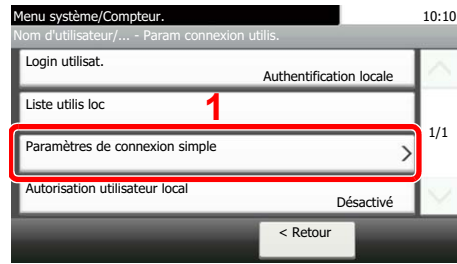 Menu système/Compteur. 10:10
Nom d'utilisateur/... - Param connexion utilis.
Login utilisat.
Authentification locale
Liste utilis loc
1
1/1
Paramètres de connexion simple
Autorisation utilisateur local
Désactivé
< Retour